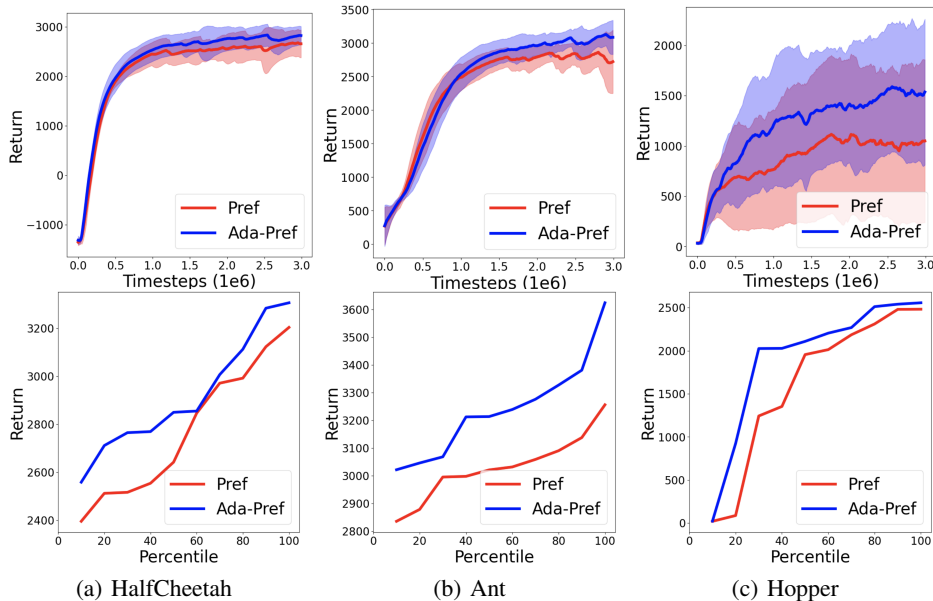 3000
2000
1000
0
−1000
Return
Pref
Ada-Pref
0.0 0.5 1.0 1.5 2.0 2.5 3.0
Timesteps (1e6)
3500
3000
2500
2000
1500
1000
500
0
Return
Pref
Ada-Pref
0.0 0.5 1.0 1.5 2.0 2.5 3.0
Timesteps (1e6)
2000
1500
1000
500
0
Return
Pref
Ada-Pref
0.0 0.5 1.0 1.5 2.0 2.5 3.0
Timesteps (1e6)
3200
3000
2800
2600
2400
Return
Pref
Ada-Pref
0 20 40 60 80 100
Percentile
3600
3500
3400
3300
3200
3100
3000
2900
2800
Return
Pref
Ada-Pref
0 20 40 60 80 100
Percentile
2500
2000
1500
1000
500
0
Return
Pref
Ada-Pref
0 20 40 60 80 100
Percentile
(a) HalfCheetah
(b) Ant
(c) Hopper